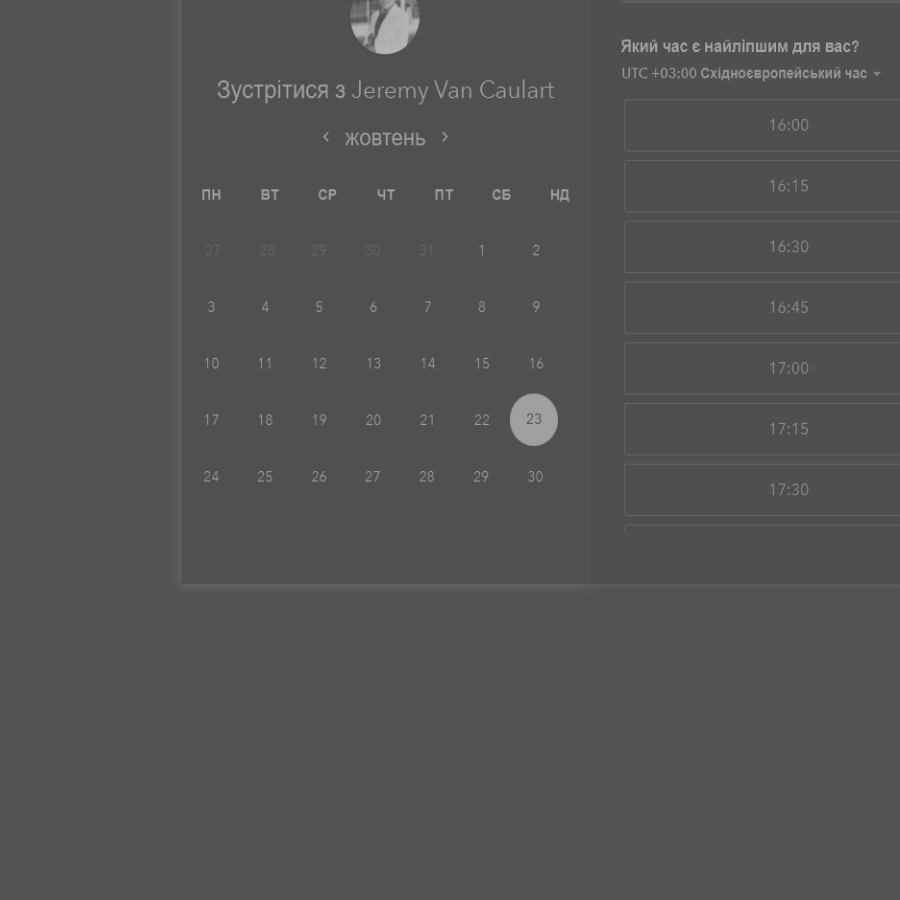 Зустрітися з Jeremy Van Caulart
‹ жовтень ›
ПН ВТ СР ЧТ ПТ СБ НД
27 28 29 30 31 1 2
3 4 5 6 7 8 9
10 11 12 13 14 15 16
17 18 19 20 21 22 23
24 25 26 27 28 29 30
Який час є найліпшим для вас?
UTC +03:00 Східноєвропейський час
16:00
16:15
16:30
16:45
17:00
17:15
17:30